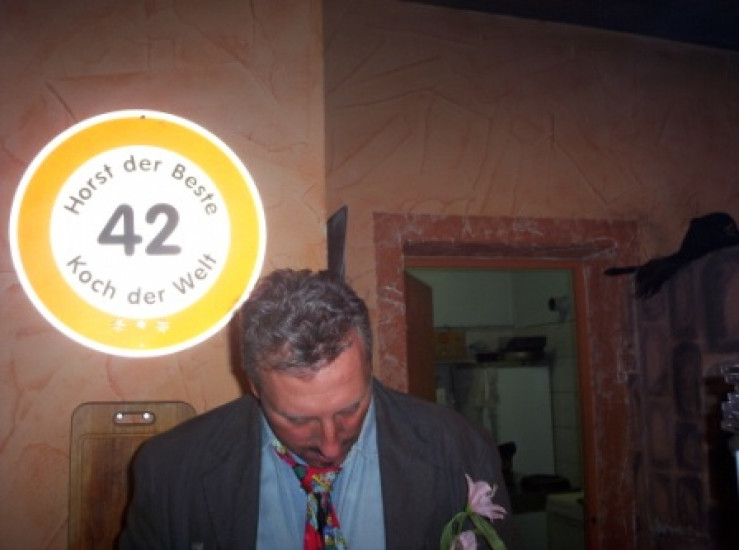 Horst der Beste
42
Koch der Welt